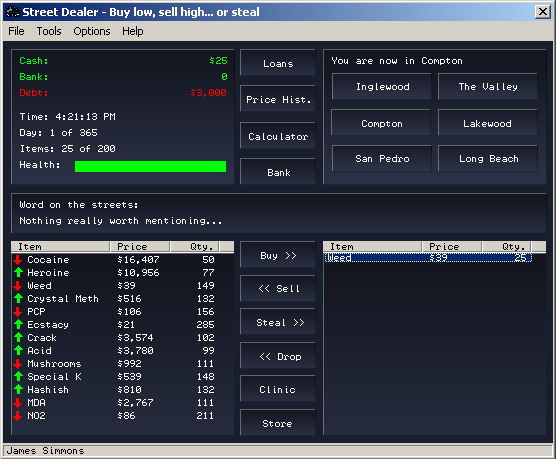 Street Dealer - Buy low, sell high... or steal
File Tools Options Help
Cash: $25
Bank: 0
Debt: $3,000
Time: 4:21:13 PM
Day: 1 of 365
Items: 25 of 200
Health:
Loans
Price Hist.
Calculator
Bank
You are now in Compton
Inglewood The Valley
Compton Lakewood
San Pedro Long Beach
Word on the streets:
Nothing really worth mentioning...
Item Price Qty.
Cocaine $16,407 50
Heroine $10,956 77
Weed $39 149
Crystal Meth $516 132
PCP $106 156
Ecstacy $21 285
Crack $3,574 102
Acid $3,780 99
Mushrooms $992 111
Special K $539 148
Hashish $810 132
MDA $2,767 111
NO2 $86 211
Buy >>
<< Sell
Steal >>
<< Drop
Clinic
Store
Item Price Qty.
Weed $39 25
James Simmons